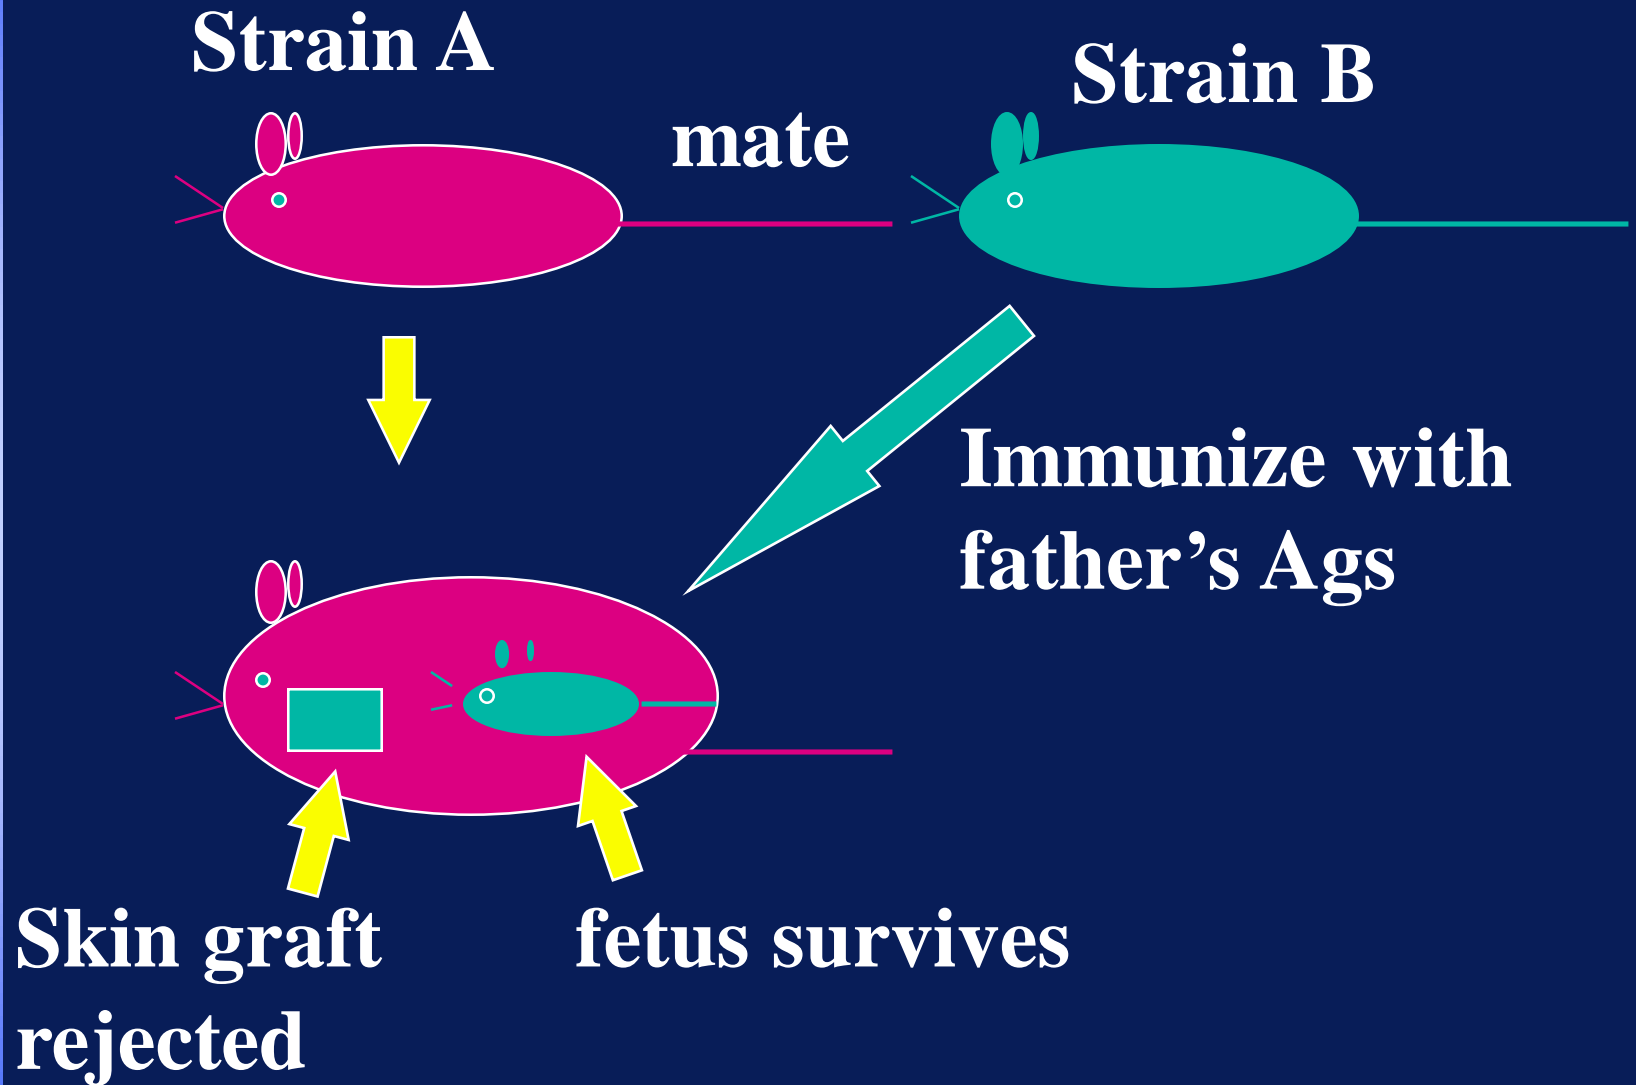 Strain A
Strain B
mate
Immunize with
father’s Ags
Skin graft
rejected
fetus survives